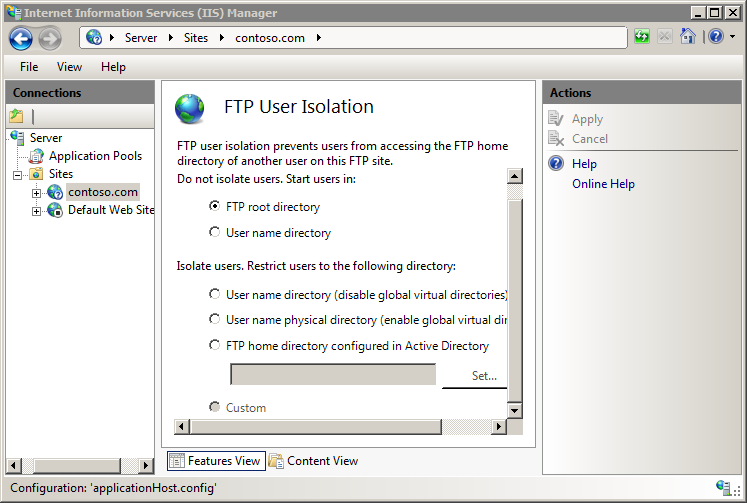 Internet Information Services (IIS) Manager
Server Sites contoso.com
File View Help
Connections
Server
Application Pools
Sites
contoso.com
Default Web Site
FTP User Isolation
FTP user isolation prevents users from accessing the FTP home
directory of another user on this FTP site.
Do not isolate users. Start users in:
FTP root directory
User name directory
Isolate users. Restrict users to the following directory:
User name directory (disable global virtual directories)
User name physical directory (enable global virtual dir
FTP home directory configured in Active Directory
Set...
Custom
Features View Content View
Actions
Apply
Cancel
Help
Online Help
Configuration: 'applicationHost.config'